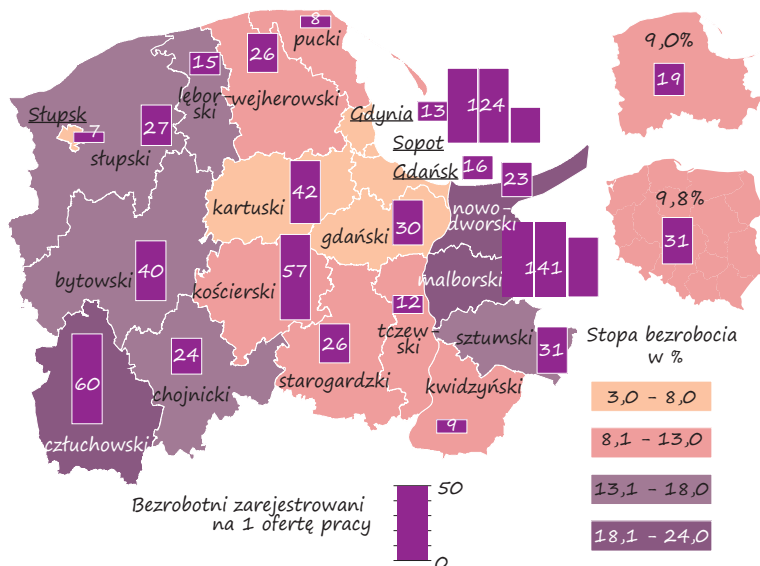 8
pucki
9,0%
19
15
lębor-
ski
26
wejherowski
Gdynia
13
124
Sopot
Gdańsk
16
Słupsk
7
27
słupski
23
nowo-
dworski
42
kartuski
30
gdański
9,8%
31
40
bytowski
57
kościerski
malborski
141
12
tczew-
ski
sztumski
31
60
człuchowski
24
chojnicki
26
starogardzki
kwidzyński
9
Stopa bezrobocia
w %
3,0 - 8,0
8,1 - 13,0
13,1 - 18,0
18,1 - 24,0
Bezrobotni zarejestrowani
na 1 ofertę pracy
50
0